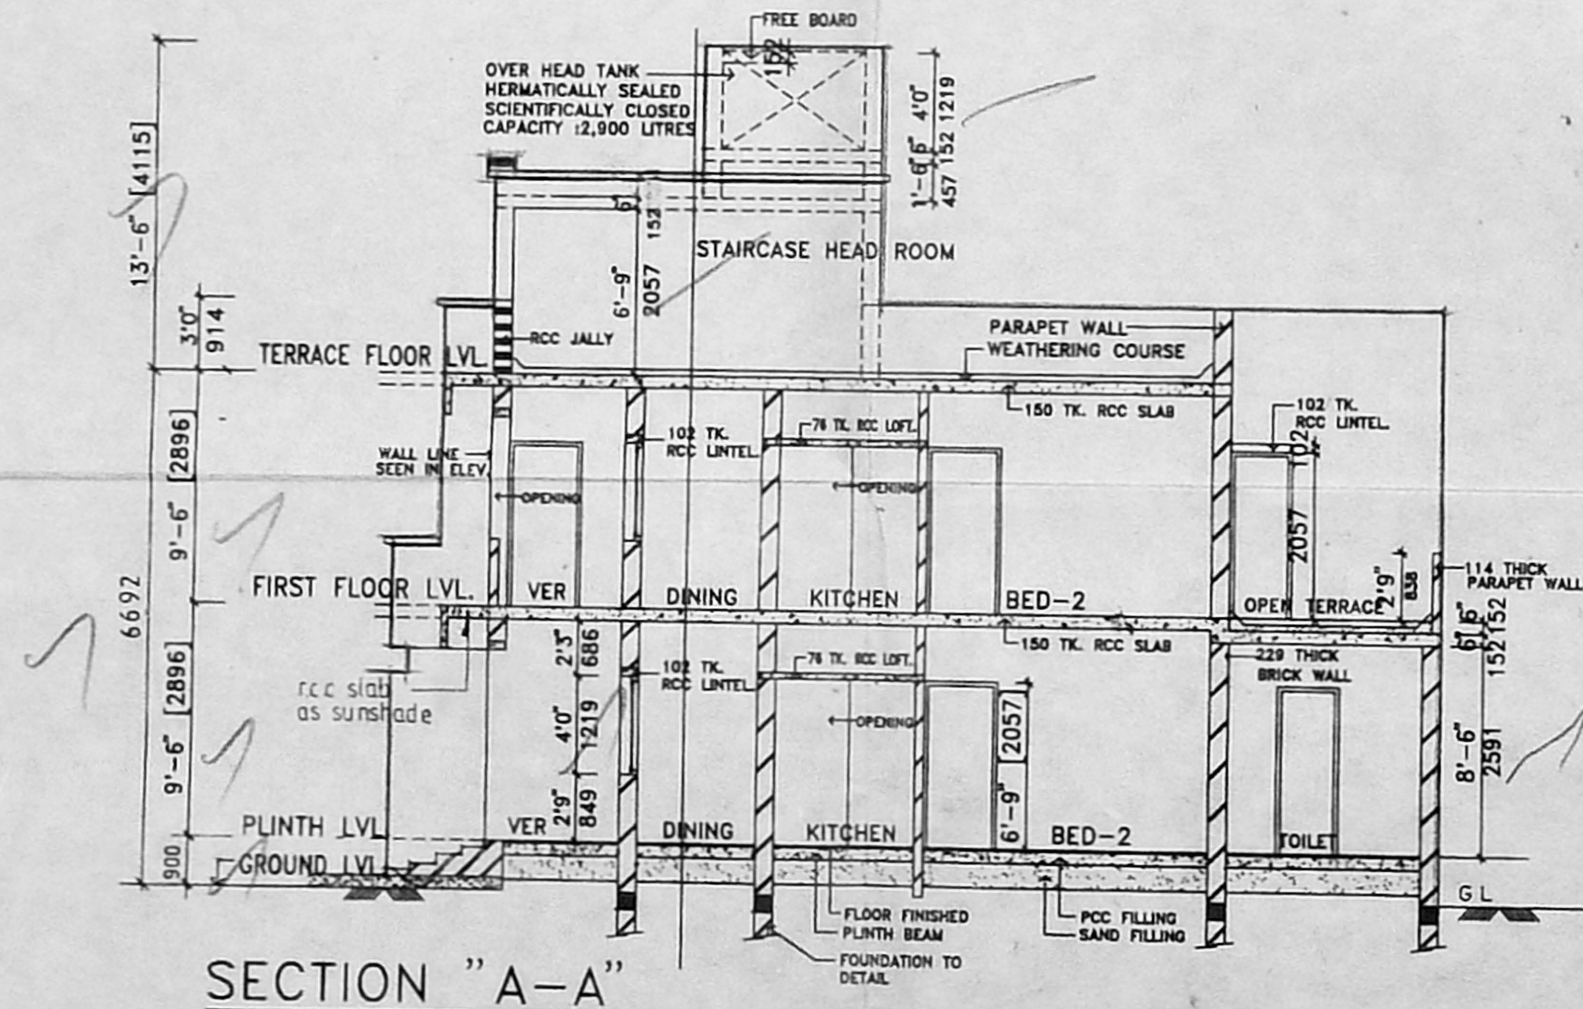 FREE BOARD
152
OVER HEAD TANK
HERMATICALLY SEALED
SCIENTIFICALLY CLOSED
CAPACITY :2,900 LITRES
4'0"
1219
6"
152
1'-6"
457
13'-6" [4115]
6"
152
STAIRCASE HEAD ROOM
6'-9"
2057
3'0"
914
RCC JALLY
PARAPET WALL
WEATHERING COURSE
TERRACE FLOOR LVL.
150 TK. RCC SLAB
102 TK.
RCC LINTEL
76 TK. RCC LOFT.
102 TK.
RCC LINTEL
102
WALL LINE
SEEN IN ELEV.
OPENING
OPENING
9'-6" [2896]
2057
6692
2'9"
838
114 THICK
PARAPET WALL
FIRST FLOOR LVL.
VER
DINING
KITCHEN
BED-2
OPEN TERRACE
6"
152
6"
152
150 TK. RCC SLAB
229 THICK
BRICK WALL
2'3"
686
102 TK.
RCC LINTEL
76 TK. RCC LOFT.
r.c.c slab
as sunshade
9'-6" [2896]
4'0"
1219
OPENING
6'-9" [2057]
8'-6"
2591
2'9"
849
PLINTH LVL
VER
DINING
KITCHEN
BED-2
TOILET
900
GROUND LVL
G L
FLOOR FINISHED
PLINTH BEAM
PCC FILLING
SAND FILLING
FOUNDATION TO
DETAIL
SECTION "A-A"